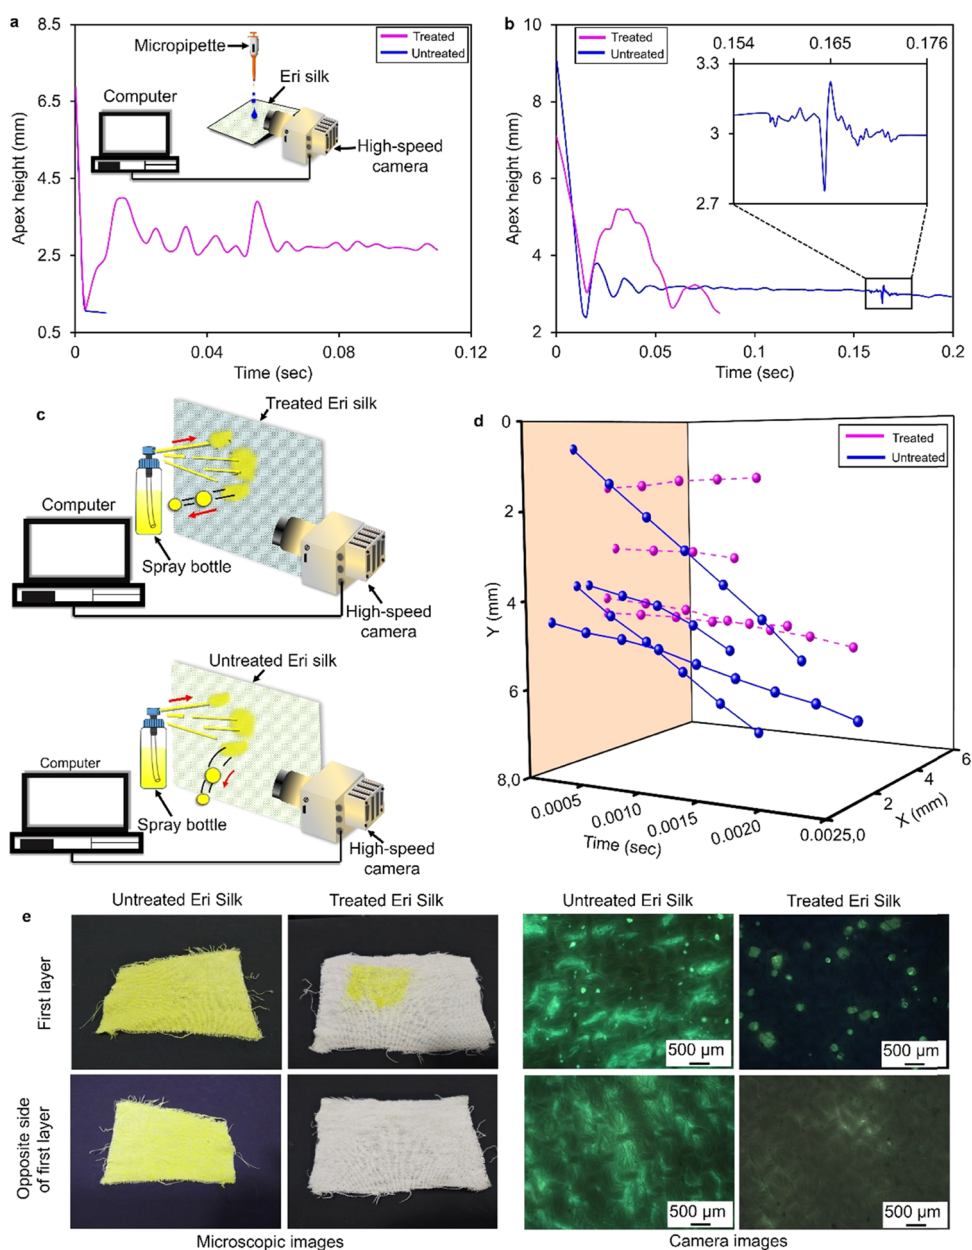 a
8.5
6.5
4.5
2.5
0.5
Apex height (mm)
0
0.04
0.08
0.12
Time (sec)
Treated
Untreated
Micropipette
Eri silk
Computer
High-speed
camera
b
10
8
6
4
2
Apex height (mm)
0
0.05
0.1
0.15
0.2
Time (sec)
Treated
Untreated
0.154
0.165
0.176
3.3
3
2.7
c
Treated Eri silk
Computer
Spray bottle
High-speed
camera
Untreated Eri silk
Computer
Spray bottle
High-speed
camera
d
0
2
4
6
8,0
Y (mm)
Treated
Untreated
0.0005
0.0010
0.0015
0.0020
0.0025,0
Time (sec)
2
4
6
X (mm)
e
Untreated Eri Silk
Treated Eri Silk
Untreated Eri Silk
Treated Eri Silk
First layer
500 µm
500 µm
Opposite side
of first layer
500 µm
500 µm
Microscopic images
Camera images